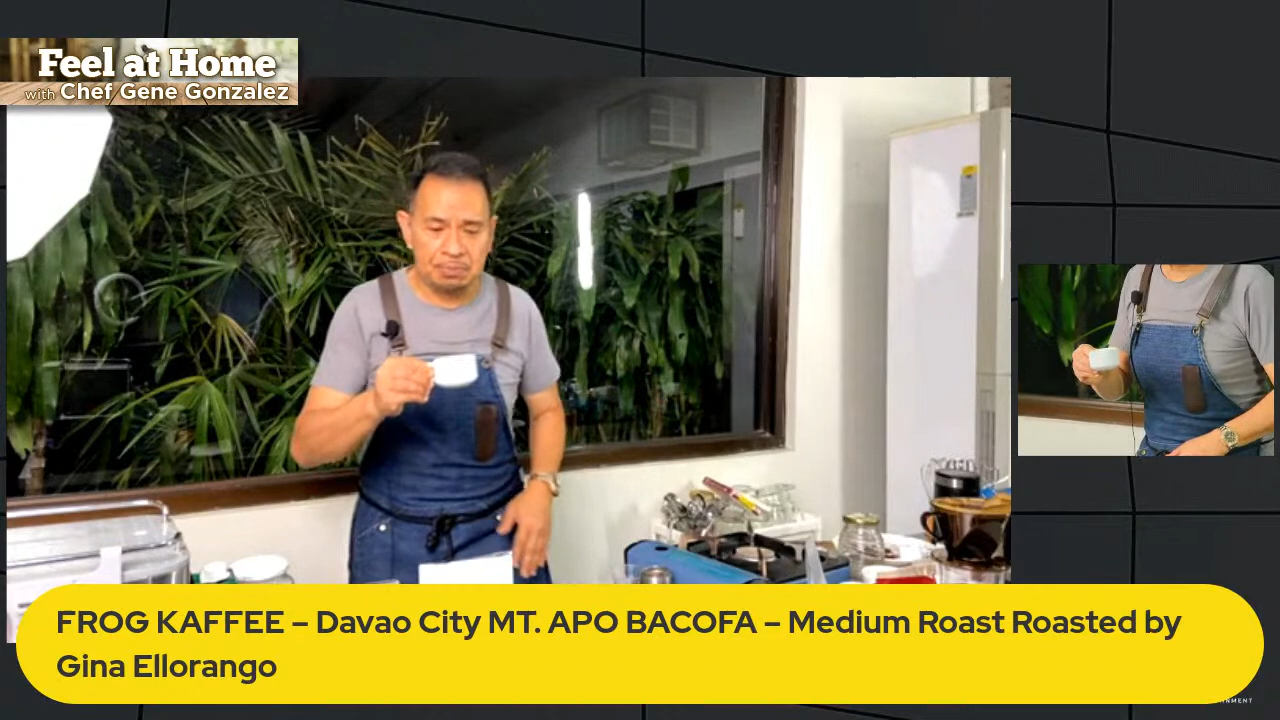 Feel at Home
with Chef Gene Gonzalez
FROG KAFFEE – Davao City MT. APO BACOFA – Medium Roast Roasted by
Gina Ellorango